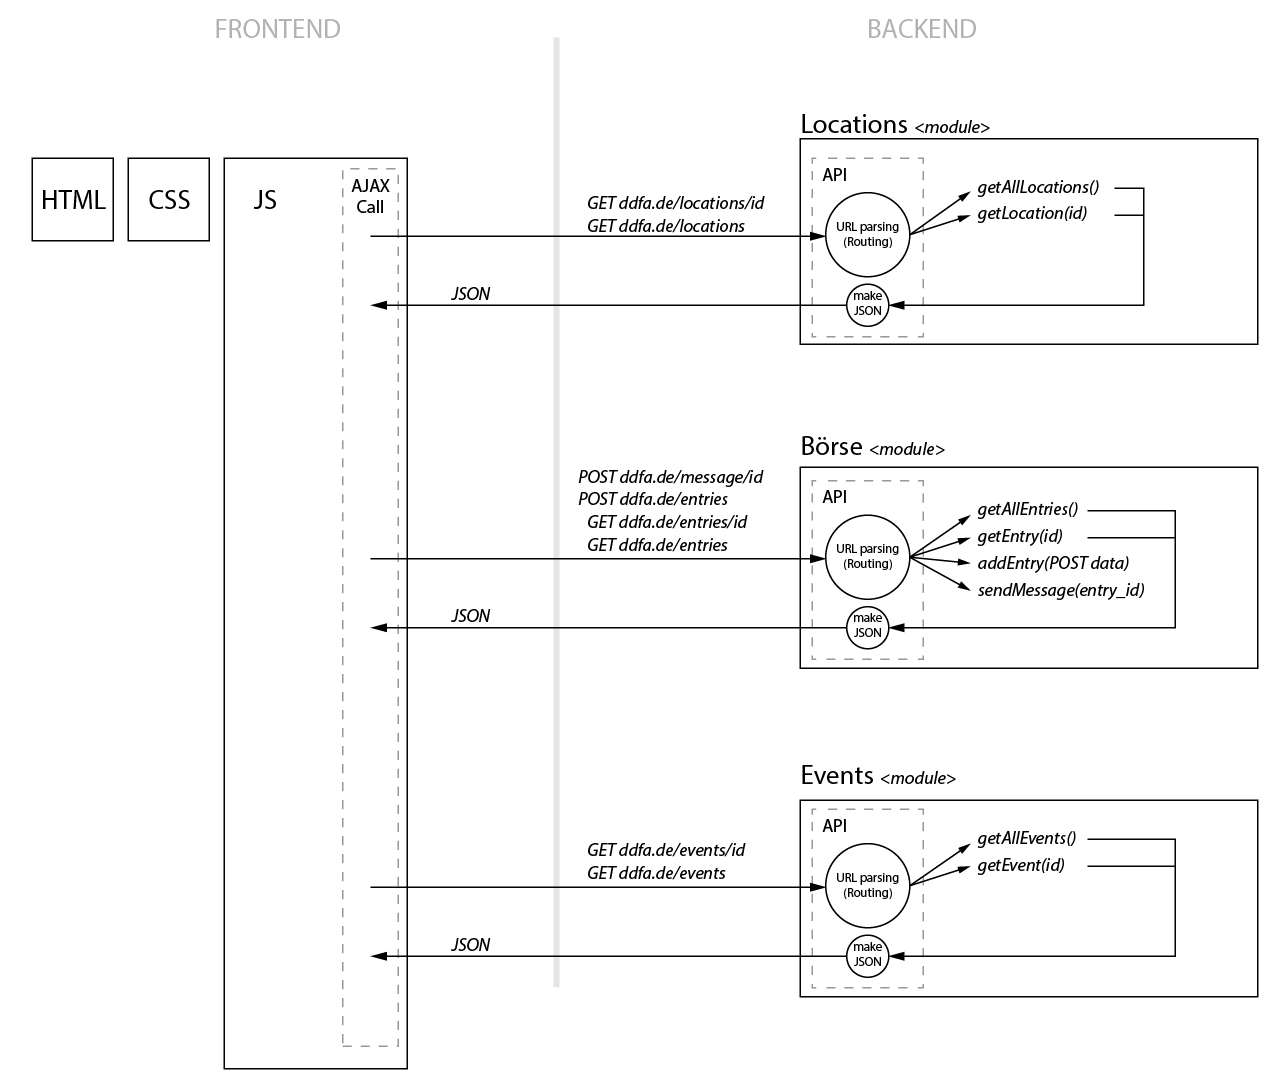 FRONTEND
BACKEND
HTML
CSS
JS
AJAX
Call
Locations <module>
API
GET ddfa.de/locations/id
GET ddfa.de/locations
URL parsing
(Routing)
getAllLocations()
getLocation(id)
JSON
make
JSON
Börse <module>
API
POST ddfa.de/message/id
POST ddfa.de/entries
GET ddfa.de/entries/id
GET ddfa.de/entries
URL parsing
(Routing)
getAllEntries()
getEntry(id)
addEntry(POST data)
sendMessage(entry_id)
JSON
make
JSON
Events <module>
API
GET ddfa.de/events/id
GET ddfa.de/events
URL parsing
(Routing)
getAllEvents()
getEvent(id)
JSON
make
JSON